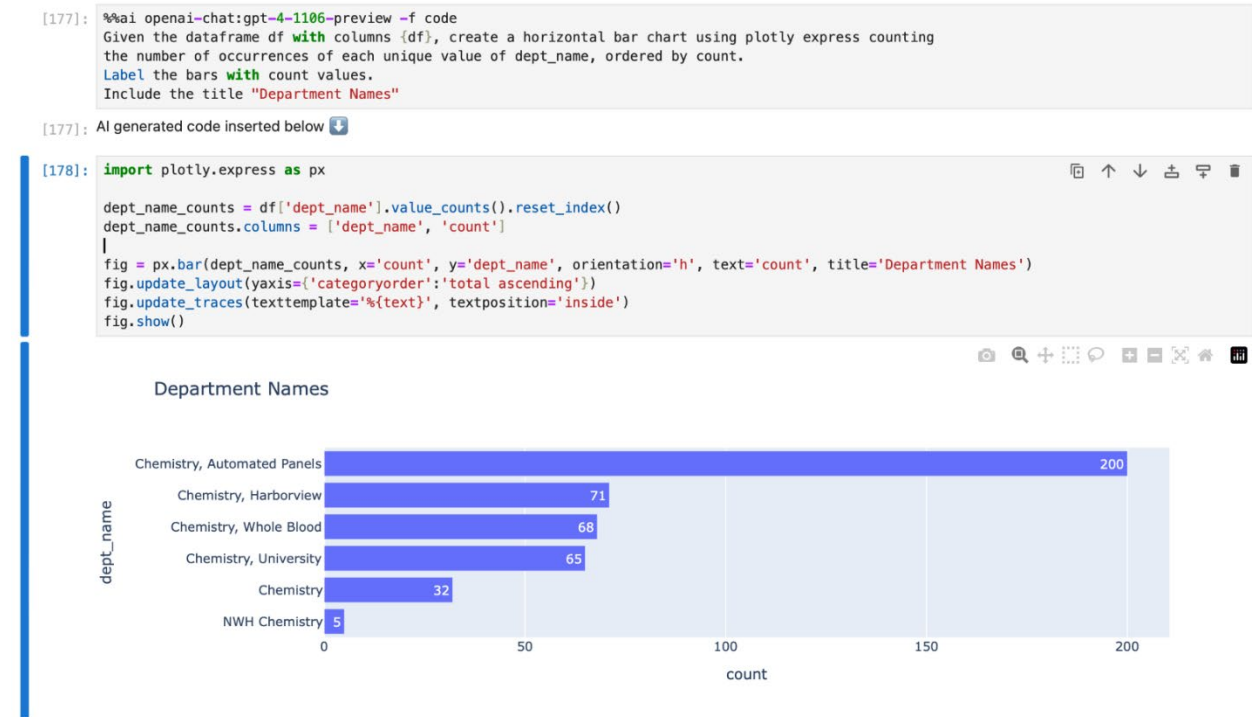 [177]: %%ai openai-chat:gpt-4-1106-preview -f code
Given the dataframe df with columns {df}, create a horizontal bar chart using plotly express counting
the number of occurrences of each unique value of dept_name, ordered by count.
Label the bars with count values.
Include the title "Department Names"
[177]: AI generated code inserted below ⬇️
[178]: import plotly.express as px
dept_name_counts = df['dept_name'].value_counts().reset_index()
dept_name_counts.columns = ['dept_name', 'count']
fig = px.bar(dept_name_counts, x='count', y='dept_name', orientation='h', text='count', title='Department Names')
fig.update_layout(yaxis={'categoryorder':'total ascending'})
fig.update_traces(texttemplate='%{text}', textposition='inside')
fig.show()
Department Names
dept_name
Chemistry, Automated Panels 200
Chemistry, Harborview 71
Chemistry, Whole Blood 68
Chemistry, University 65
Chemistry 32
NWH Chemistry 5
0 50 100 150 200
count